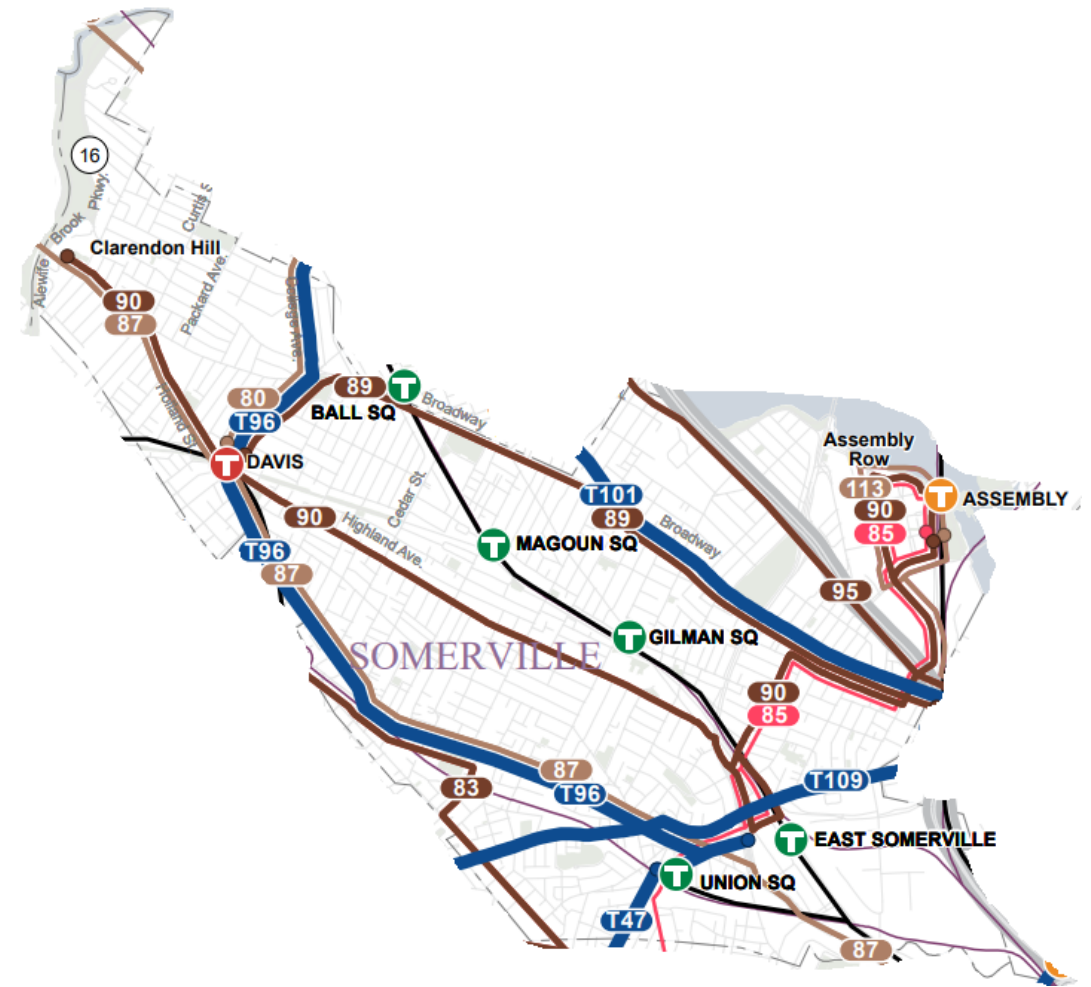 16
Pkwy.
Brook
Alewife
Curtis S
Clarendon Hill
Packard Ave.
90
87
Holland St.
80
T96
89
BALL SQ
Broadway
T
DAVIS
T
Assembly
Row
113
90
85
T
ASSEMBLY
T101
89
Broadway
90
Highland Ave.
Cedar St.
T96
87
T
MAGOUN SQ
95
SOMERVILLE
T
GILMAN SQ
90
85
87
T96
83
T109
T
EAST SOMERVILLE
T
UNION SQ
T47
87